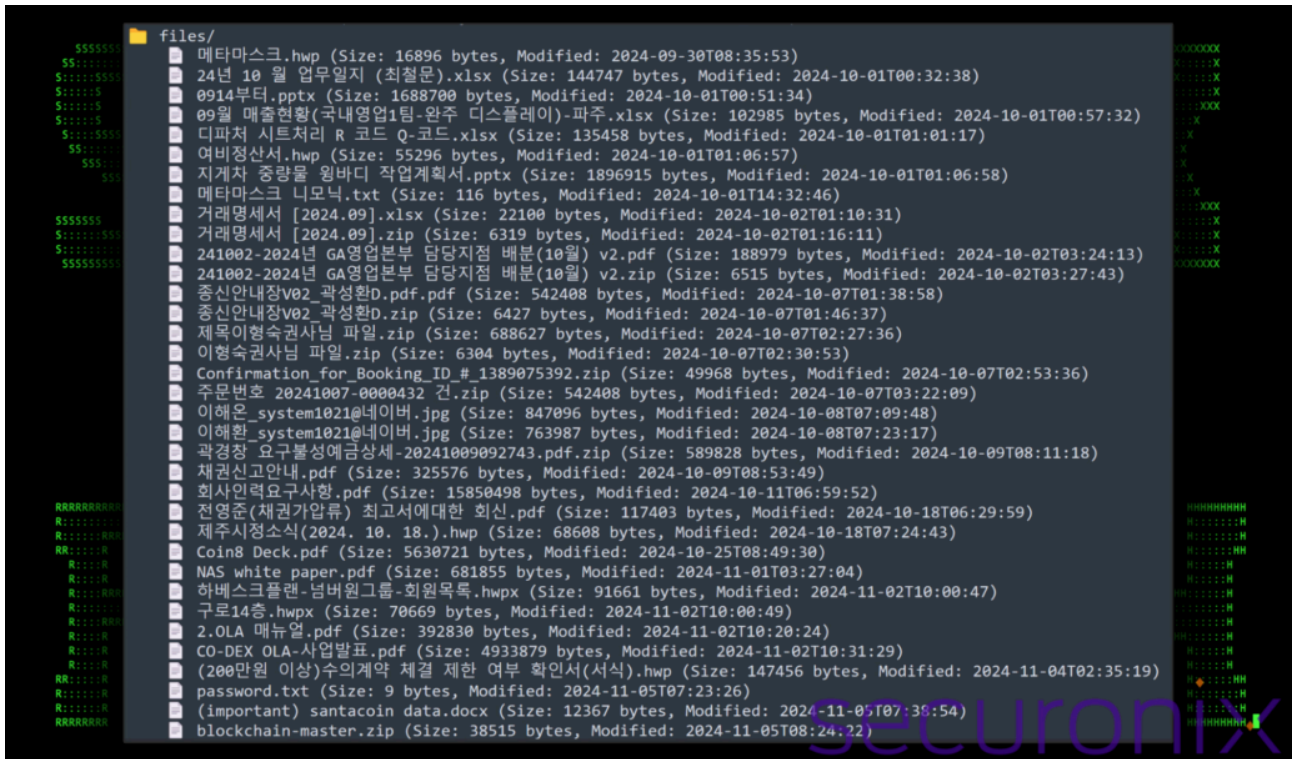 files/
메타마스크.hwp (Size: 16896 bytes, Modified: 2024-09-30T08:35:53)
24년 10 월 업무일지 (최철문).xlsx (Size: 144747 bytes, Modified: 2024-10-01T00:32:38)
0914부터.pptx (Size: 1688700 bytes, Modified: 2024-10-01T00:51:34)
09월 매출현황(국내영업1팀-완주 디스플레이)-파주.xlsx (Size: 102985 bytes, Modified: 2024-10-01T00:57:32)
디파처 시트처리 R 코드 Q-코드.xlsx (Size: 135458 bytes, Modified: 2024-10-01T01:01:17)
여비정산서.hwp (Size: 55296 bytes, Modified: 2024-10-01T01:06:57)
지게차 중량물 윙바디 작업계획서.pptx (Size: 1896915 bytes, Modified: 2024-10-01T01:06:58)
메타마스크 니모닉.txt (Size: 116 bytes, Modified: 2024-10-01T14:32:46)
거래명세서 [2024.09].xlsx (Size: 22100 bytes, Modified: 2024-10-02T01:10:31)
거래명세서 [2024.09].zip (Size: 6319 bytes, Modified: 2024-10-02T01:16:11)
241002-2024년 GA영업본부 담당지점 배분(10월) v2.pdf (Size: 188979 bytes, Modified: 2024-10-02T03:24:13)
241002-2024년 GA영업본부 담당지점 배분(10월) v2.zip (Size: 6515 bytes, Modified: 2024-10-02T03:27:43)
종신안내장V02_곽성환D.pdf.pdf (Size: 542408 bytes, Modified: 2024-10-07T01:38:58)
종신안내장V02_곽성환D.zip (Size: 6427 bytes, Modified: 2024-10-07T01:46:37)
제목이형숙권사님 파일.zip (Size: 688627 bytes, Modified: 2024-10-07T02:27:36)
이형숙권사님 파일.zip (Size: 6304 bytes, Modified: 2024-10-07T02:30:53)
Confirmation_for_Booking_ID_#_1389075392.zip (Size: 49968 bytes, Modified: 2024-10-07T02:53:36)
주문번호 20241007-0000432 건.zip (Size: 542408 bytes, Modified: 2024-10-07T03:22:09)
이해온_system1021@네이버.jpg (Size: 847096 bytes, Modified: 2024-10-08T07:09:48)
이해환_system1021@네이버.jpg (Size: 763987 bytes, Modified: 2024-10-08T07:23:17)
곽경창 요구불성예금상세-20241009092743.pdf.zip (Size: 589828 bytes, Modified: 2024-10-09T08:11:18)
채권신고안내.pdf (Size: 325576 bytes, Modified: 2024-10-09T08:53:49)
회사인력요구사항.pdf (Size: 15850498 bytes, Modified: 2024-10-11T06:59:52)
전영준(채권가압류) 최고서에대한 회신.pdf (Size: 117403 bytes, Modified: 2024-10-18T06:29:59)
제주시정소식(2024. 10. 18.).hwp (Size: 68608 bytes, Modified: 2024-10-18T07:24:43)
Coin8 Deck.pdf (Size: 5630721 bytes, Modified: 2024-10-25T08:49:30)
NAS white paper.pdf (Size: 681855 bytes, Modified: 2024-11-01T03:27:04)
하베스크플랜-넘버원그룹-회원목록.hwpx (Size: 91661 bytes, Modified: 2024-11-02T10:00:47)
구로14층.hwpx (Size: 70669 bytes, Modified: 2024-11-02T10:00:49)
2.OLA 매뉴얼.pdf (Size: 392830 bytes, Modified: 2024-11-02T10:20:24)
CO-DEX OLA-사업발표.pdf (Size: 4933879 bytes, Modified: 2024-11-02T10:31:29)
(200만원 이상)수의계약 체결 제한 여부 확인서(서식).hwp (Size: 147456 bytes, Modified: 2024-11-04T02:35:19)
password.txt (Size: 9 bytes, Modified: 2024-11-05T07:23:26)
(important) santacoin data.docx (Size: 12367 bytes, Modified: 2024-11-05T07:38:54)
blockchain-master.zip (Size: 38515 bytes, Modified: 2024-11-05T08:24:22)
securonix